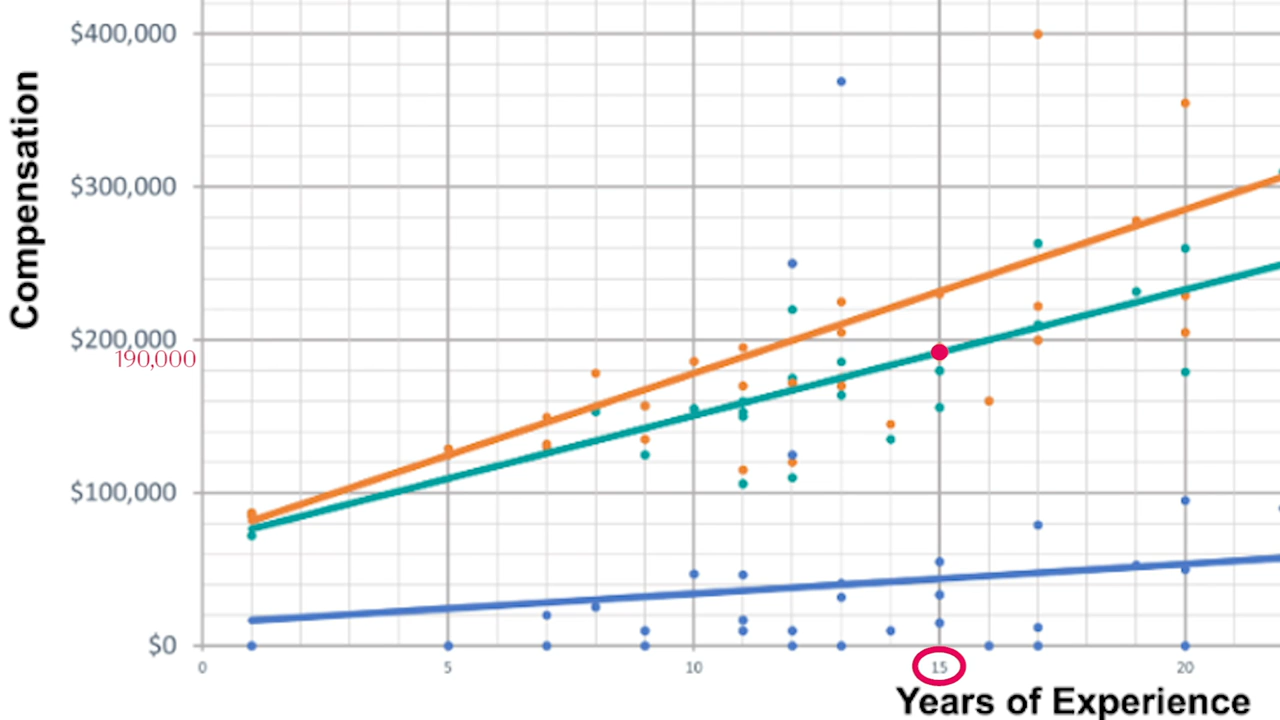 $400,000
$300,000
$200,000
190,000
$100,000
$0
Compensation
0 5 10 15 20
Years of Experience